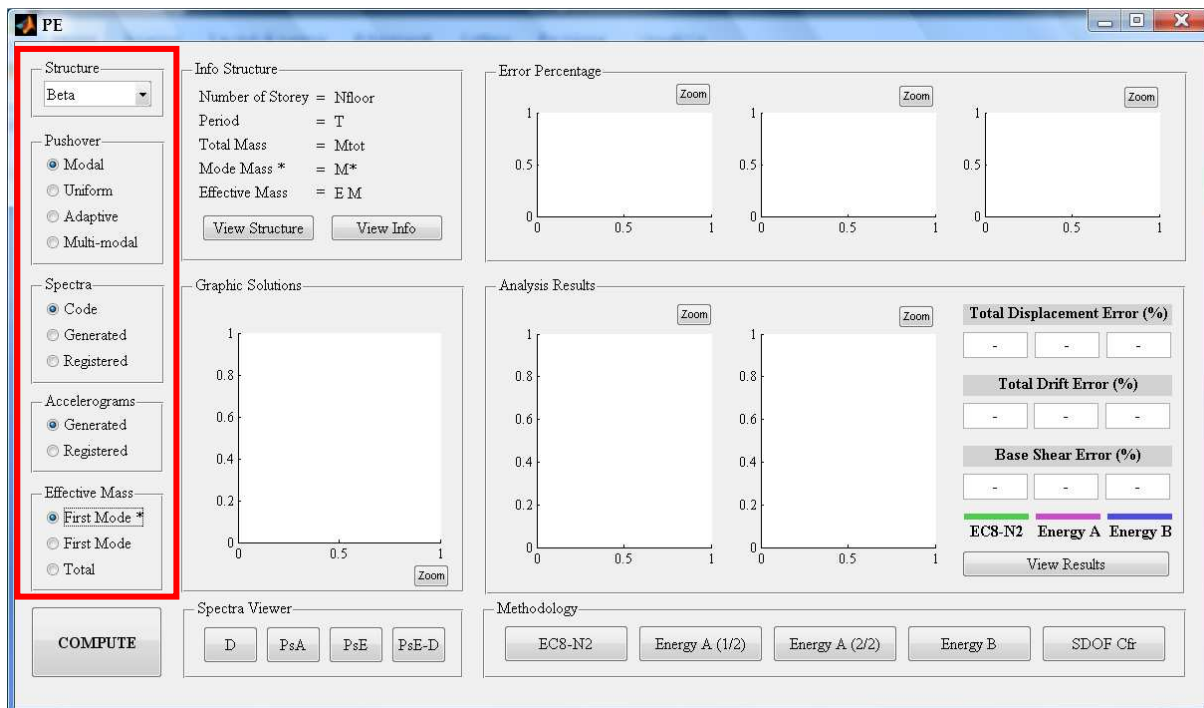 PE
Structure
Beta
Pushover
Modal
Uniform
Adaptive
Multi-modal
Spectra
Code
Generated
Registered
Accelerograms
Generated
Registered
Effective Mass
First Mode *
First Mode
Total
COMPUTE
Info Structure
Number of Storey = Nfloor
Period = T
Total Mass = Mtot
Mode Mass * = M*
Effective Mass = E M
View Structure View Info
Graphic Solutions
1
0.8
0.6
0.4
0.2
0
0 0.5 1
Zoom
Spectra Viewer
D PsA PsE PsE-D
Error Percentage
Zoom Zoom Zoom
1 1 1
0.5 0.5 0.5
0 0 0
0 0.5 1 0 0.5 1 0 0.5 1
Analysis Results
Zoom Zoom
1 1
0.8 0.8
0.6 0.6
0.4 0.4
0.2 0.2
0 0
0 0.5 1 0 0.5 1
Total Displacement Error (%)
- - -
Total Drift Error (%)
- - -
Base Shear Error (%)
- - -
EC8-N2 Energy A Energy B
View Results
Methodology
EC8-N2 Energy A (1/2) Energy A (2/2) Energy B SDOF Cfr